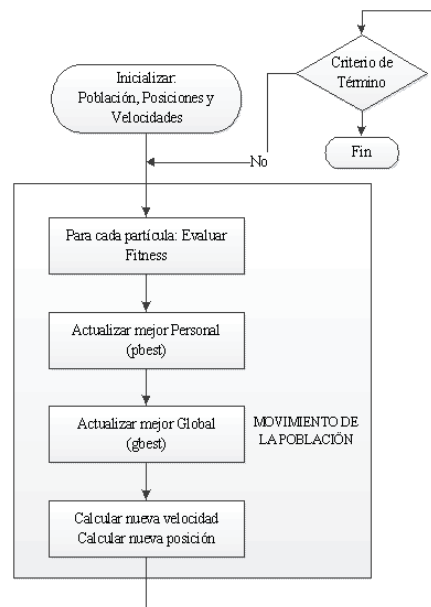 Inicializar:
Población, Posiciones y
Velocidades
Criterio de
Término
Fin
No
Para cada partícula: Evaluar
Fitness
Actualizar mejor Personal
(pbest)
Actualizar mejor Global
(gbest)
MOVIMIENTO DE
LA POBLACIÓN
Calcular nueva velocidad
Calcular nueva posición